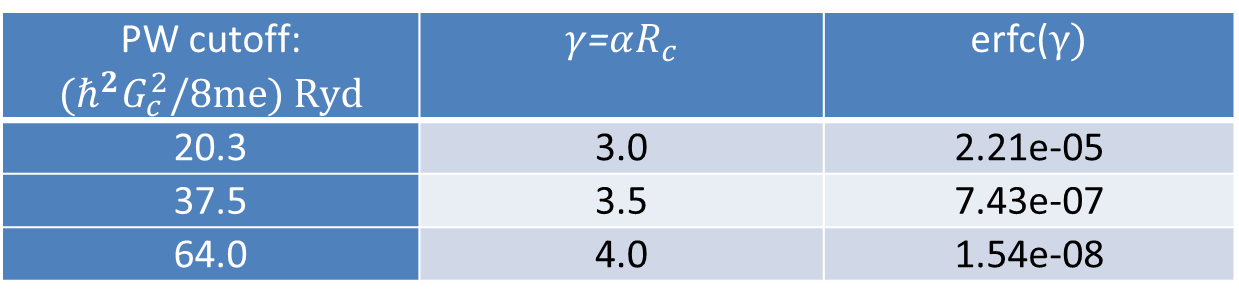 PW cutoff: γ=αR_c erfc(γ)
(ℏ²G_c²/8me) Ryd
20.3 3.0 2.21e-05
37.5 3.5 7.43e-07
64.0 4.0 1.54e-08